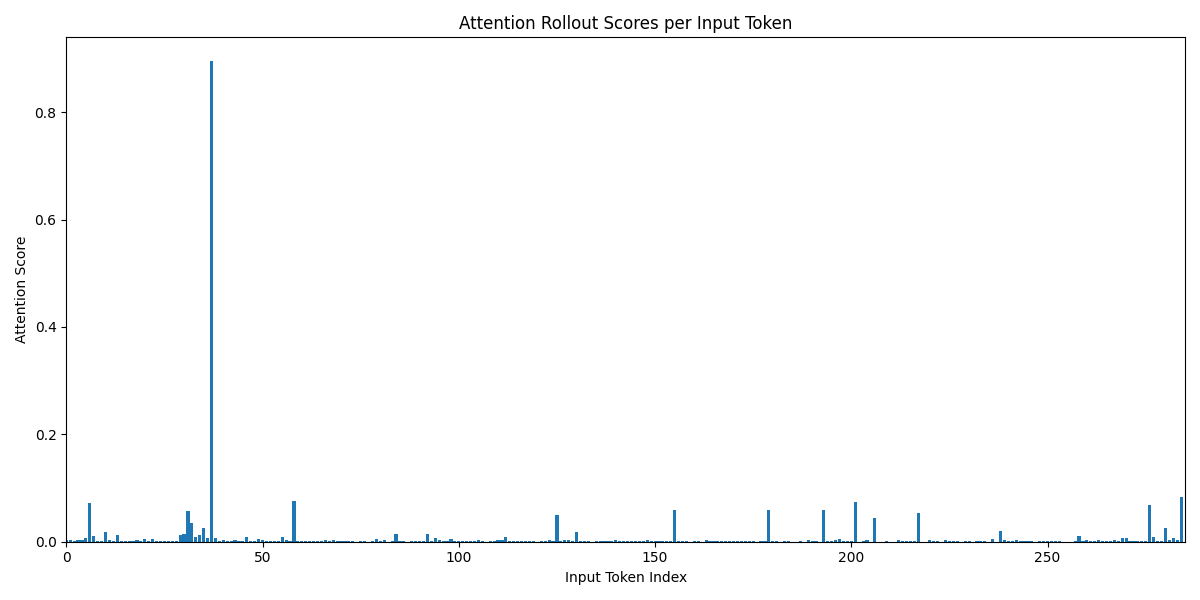 Attention Rollout Scores per Input Token
Attention Score
0.8
0.6
0.4
0.2
0.0
0 50 100 150 200 250
Input Token Index